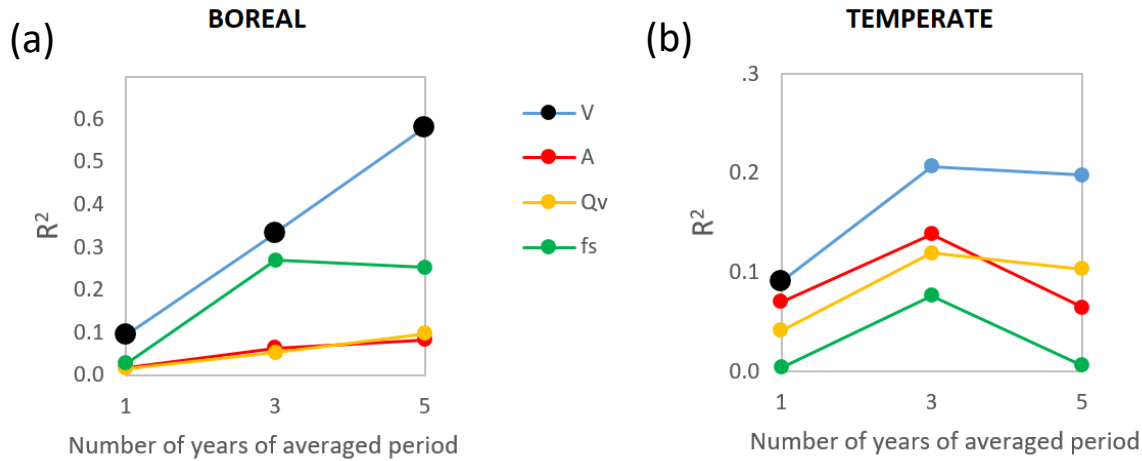 BOREAL
(a)
R²
0.6
0.5
0.4
0.3
0.2
0.1
0.0
1 3 5
Number of years of averaged period
V
A
Qv
fs
TEMPERATE
(b)
R²
.3
0.2
0.1
0.0
1 3 5
Number of years of averaged period